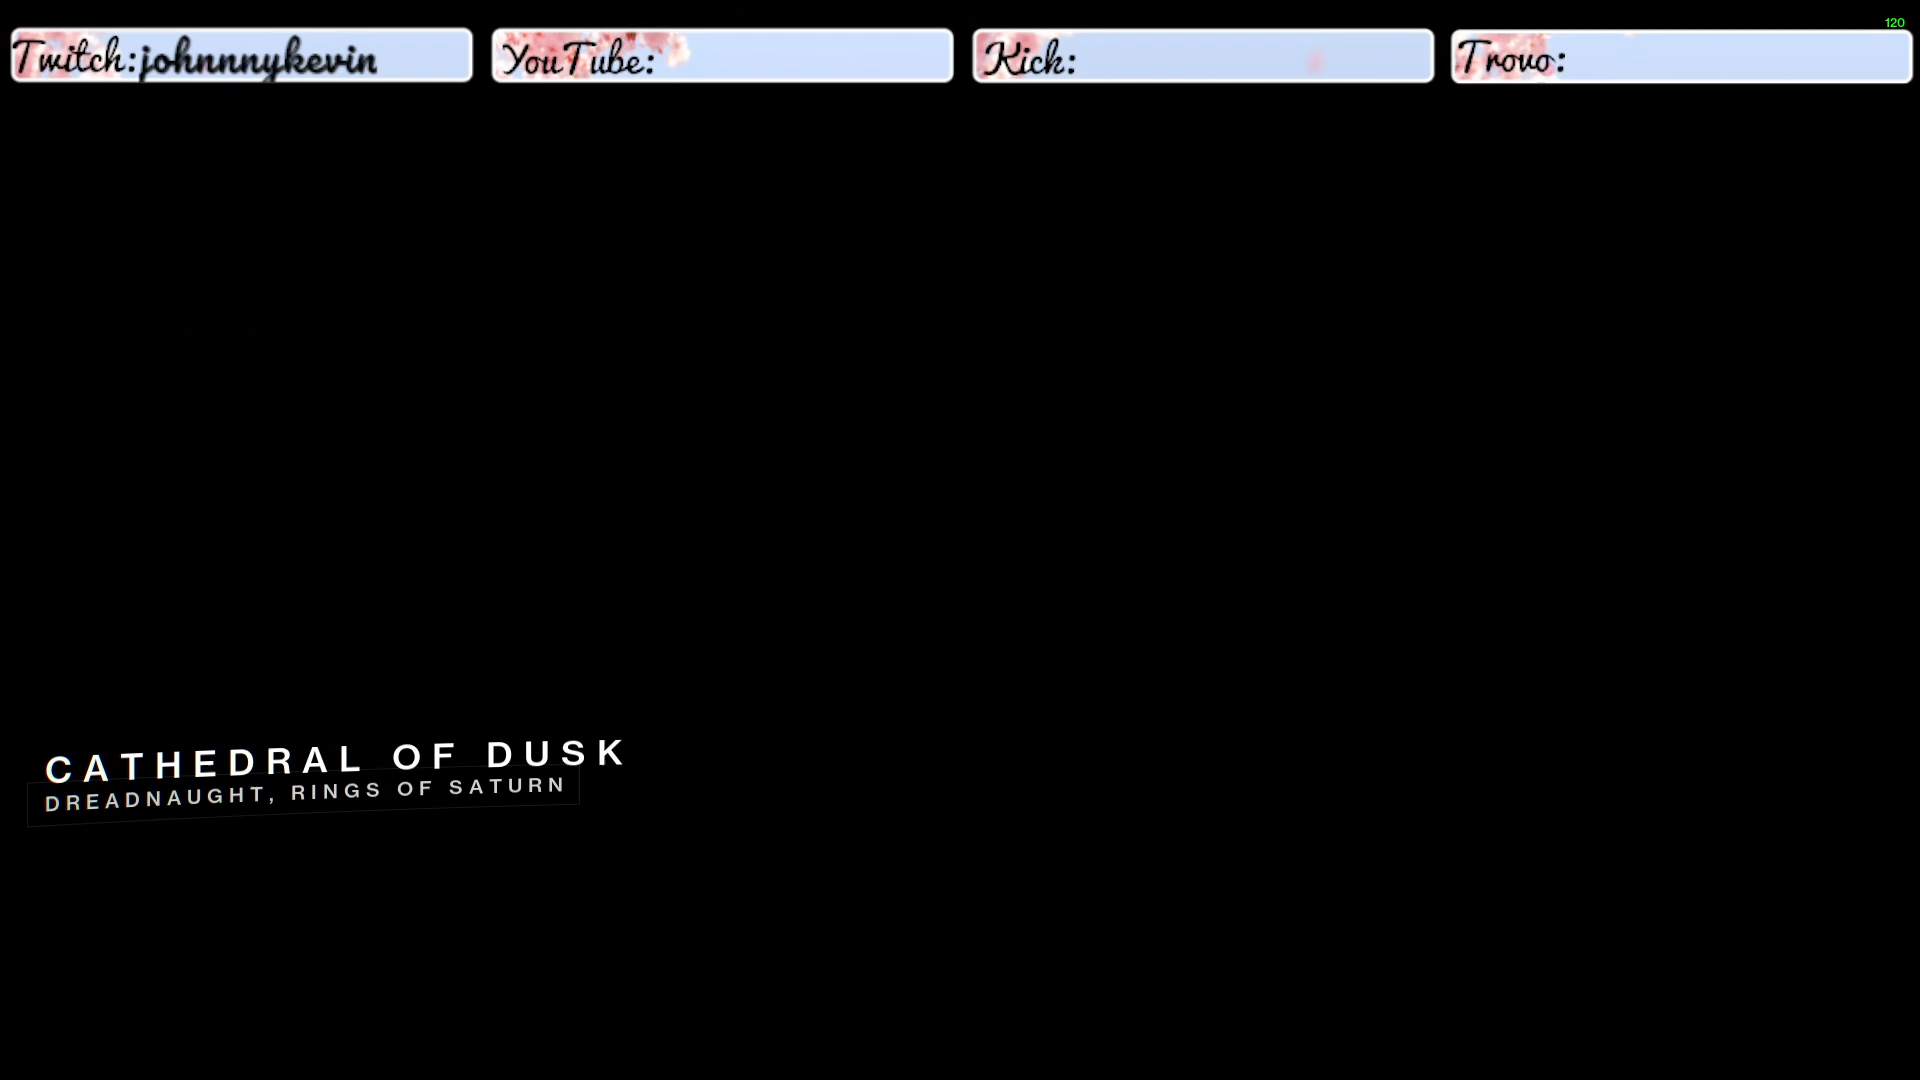 120
Twitch:johnnnykevin YouTube: Kick: Trovo:
CATHEDRAL OF DUSK
DREADNAUGHT, RINGS OF SATURN